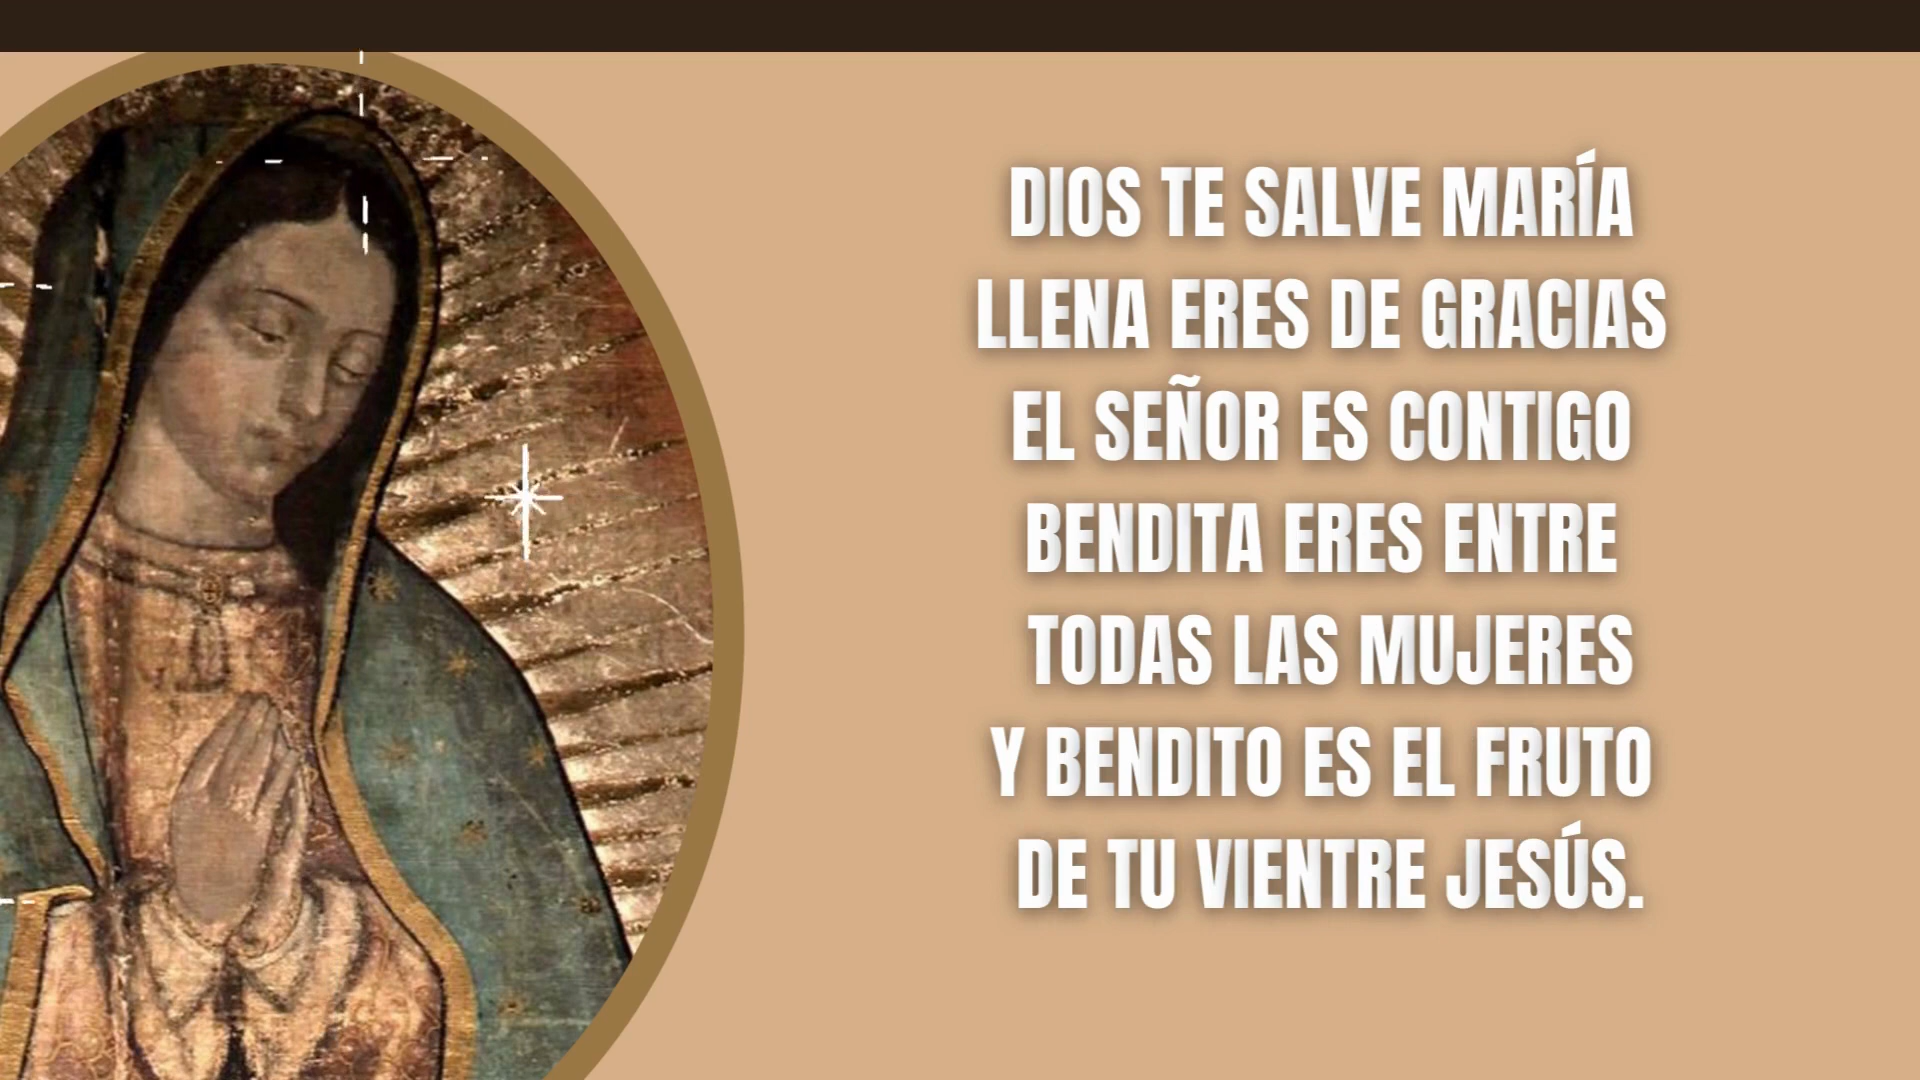 DIOS TE SALVE MARÍA
LLENA ERES DE GRACIAS
EL SEÑOR ES CONTIGO
BENDITA ERES ENTRE
TODAS LAS MUJERES
Y BENDITO ES EL FRUTO
DE TU VIENTRE JESÚS.